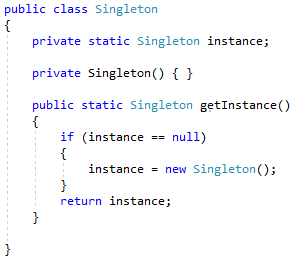 public class Singleton
{
    private static Singleton instance;

    private Singleton() { }

    public static Singleton getInstance()
    {
        if (instance == null)
        {
            instance = new Singleton();
        }
        return instance;
    }

}